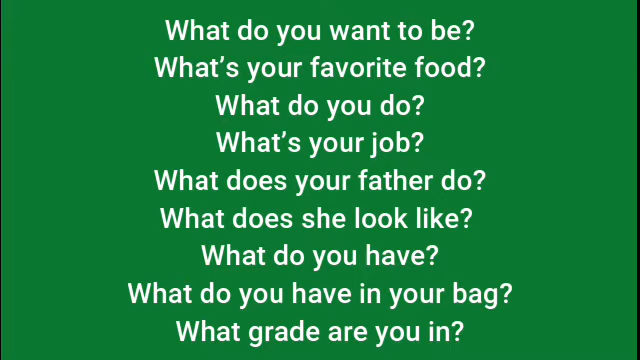 What do you want to be?
What’s your favorite food?
What do you do?
What’s your job?
What does your father do?
What does she look like?
What do you have?
What do you have in your bag?
What grade are you in?